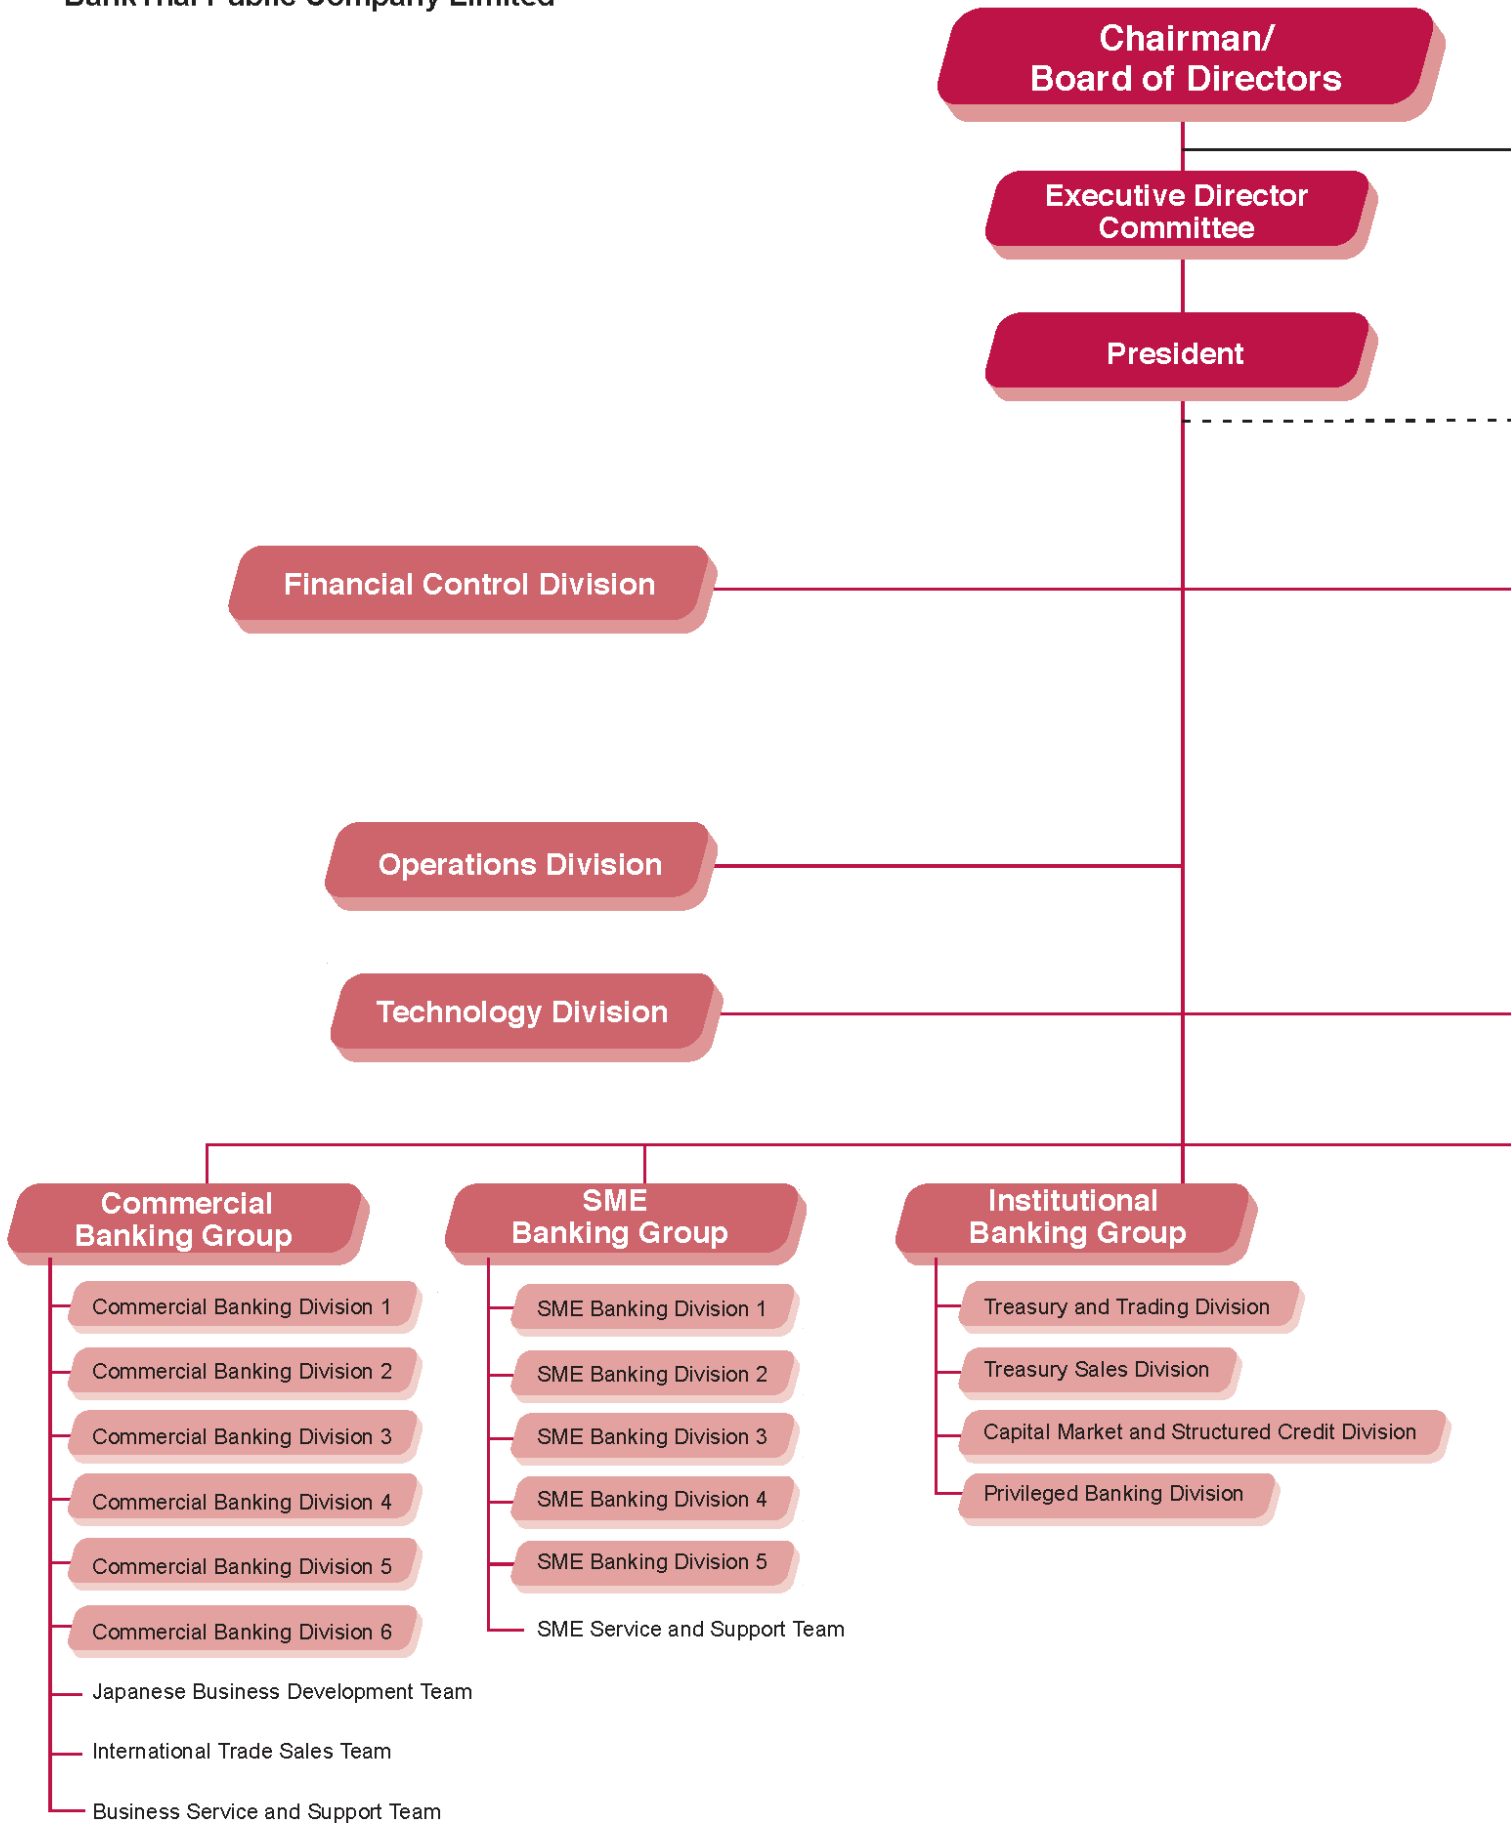 BankThai Public Company Limited
Chairman/
Board of Directors
Executive Director
Committee
President
Financial Control Division
Operations Division
Technology Division
Commercial
Banking Group
Commercial Banking Division 1
Commercial Banking Division 2
Commercial Banking Division 3
Commercial Banking Division 4
Commercial Banking Division 5
Commercial Banking Division 6
Japanese Business Development Team
International Trade Sales Team
Business Service and Support Team
SME
Banking Group
SME Banking Division 1
SME Banking Division 2
SME Banking Division 3
SME Banking Division 4
SME Banking Division 5
SME Service and Support Team
Institutional
Banking Group
Treasury and Trading Division
Treasury Sales Division
Capital Market and Structured Credit Division
Privileged Banking Division